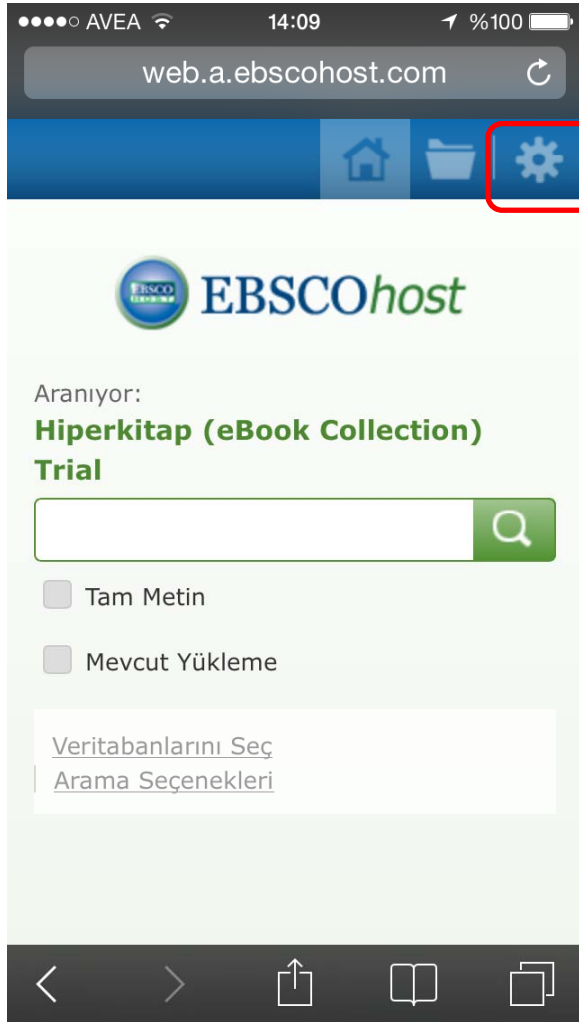 AVEA 14:09 %100
web.a.ebscohost.com
EBSCO
HOST
EBSCOhost
Aranıyor:
Hiperkitap (eBook Collection)
Trial
Tam Metin
Mevcut Yükleme
Veritabanlarını Seç
Arama Seçenekleri